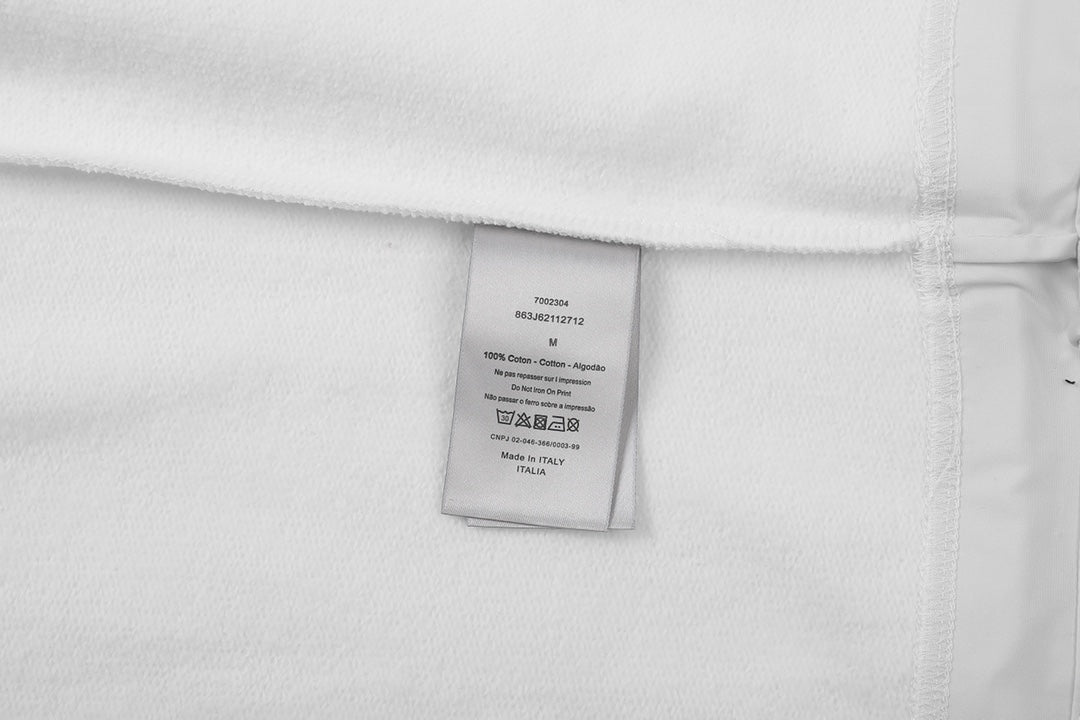 7002304
863J62112712
M
100% Coton - Cotton - Algodão
Ne pas repasser sur l impression
Do Not Iron On Print
Não passar o ferro sobre a impressão
30
CNPJ 02-046-366/0003-99
Made In ITALY
ITALIA